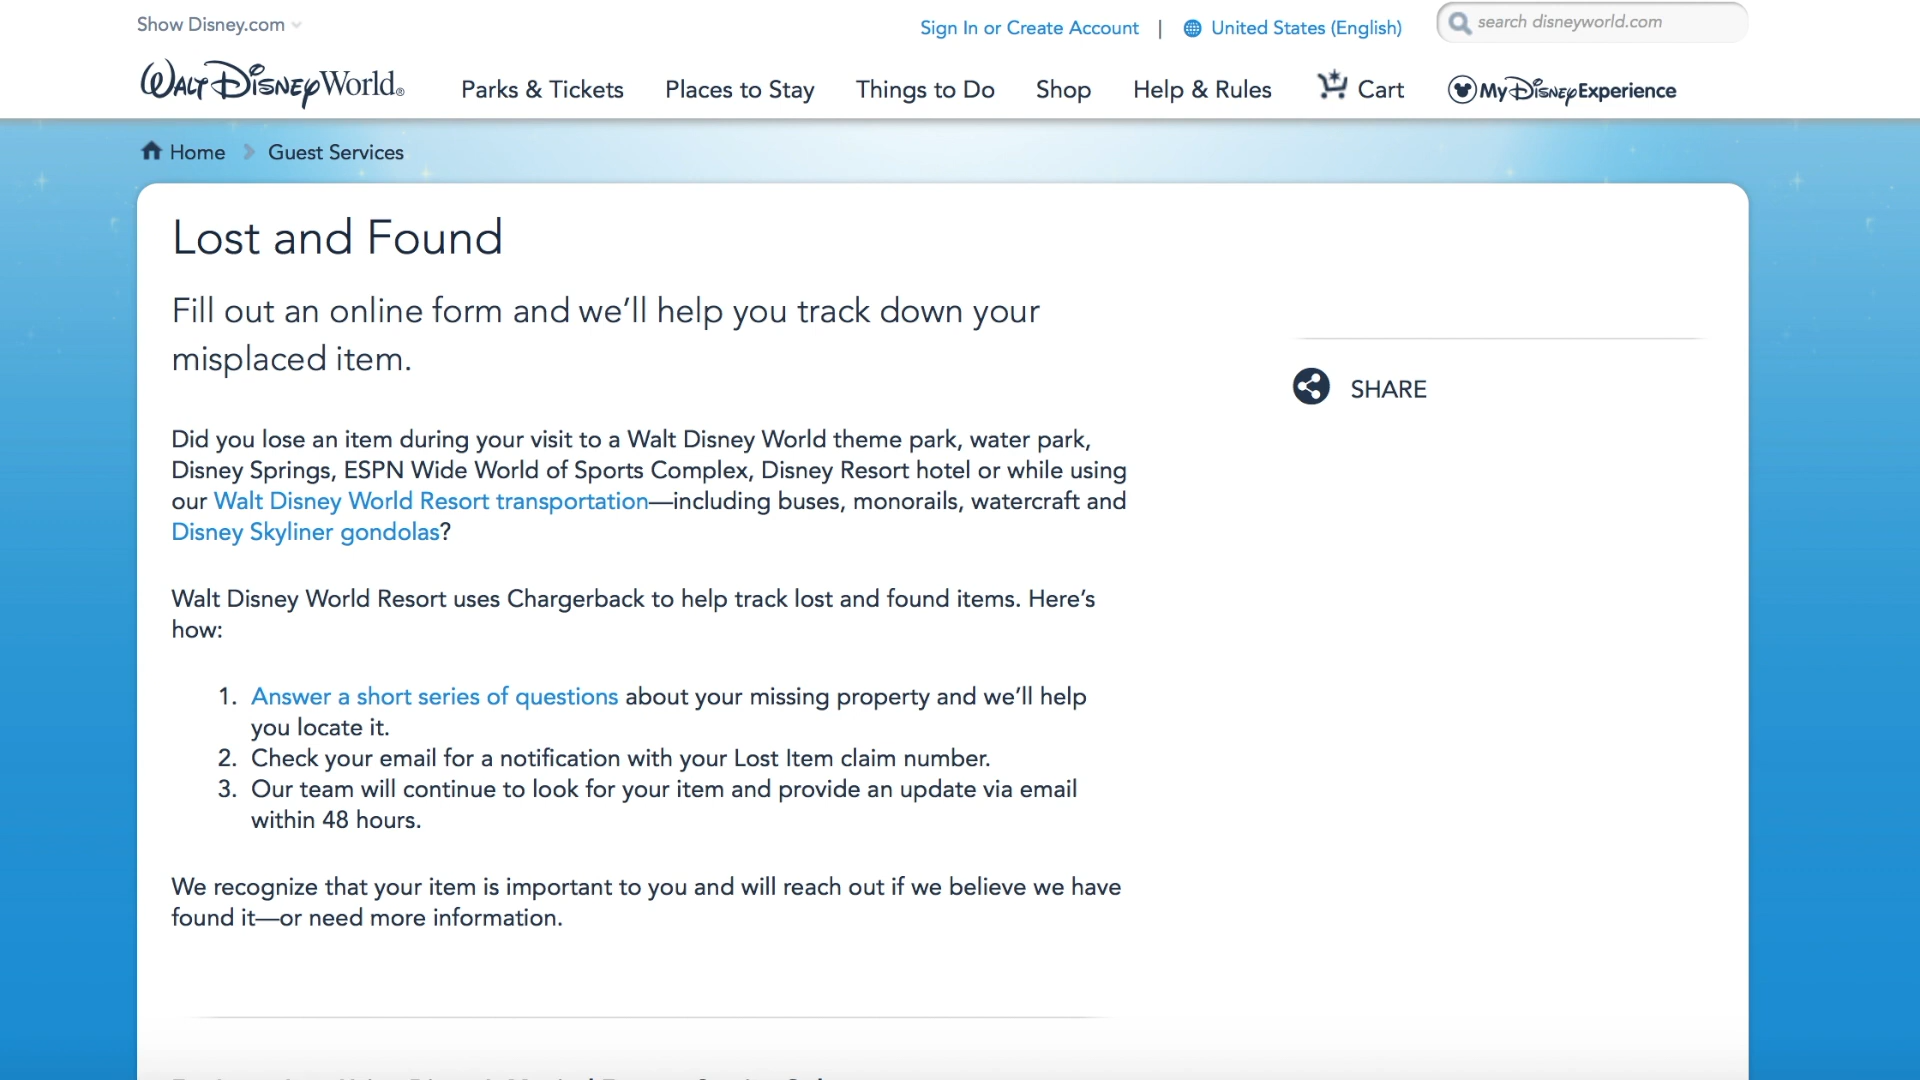 Show Disney.com
Sign In or Create Account | United States (English)
search disneyworld.com
Walt Disney World®
Parks & Tickets
Places to Stay
Things to Do
Shop
Help & Rules
Cart
My Disney Experience
Home
Guest Services
Lost and Found
Fill out an online form and we’ll help you track down your
misplaced item.
SHARE
Did you lose an item during your visit to a Walt Disney World theme park, water park,
Disney Springs, ESPN Wide World of Sports Complex, Disney Resort hotel or while using
our Walt Disney World Resort transportation—including buses, monorails, watercraft and
Disney Skyliner gondolas?
Walt Disney World Resort uses Chargerback to help track lost and found items. Here’s
how:
1. Answer a short series of questions about your missing property and we’ll help
you locate it.
2. Check your email for a notification with your Lost Item claim number.
3. Our team will continue to look for your item and provide an update via email
within 48 hours.
We recognize that your item is important to you and will reach out if we believe we have
found it—or need more information.